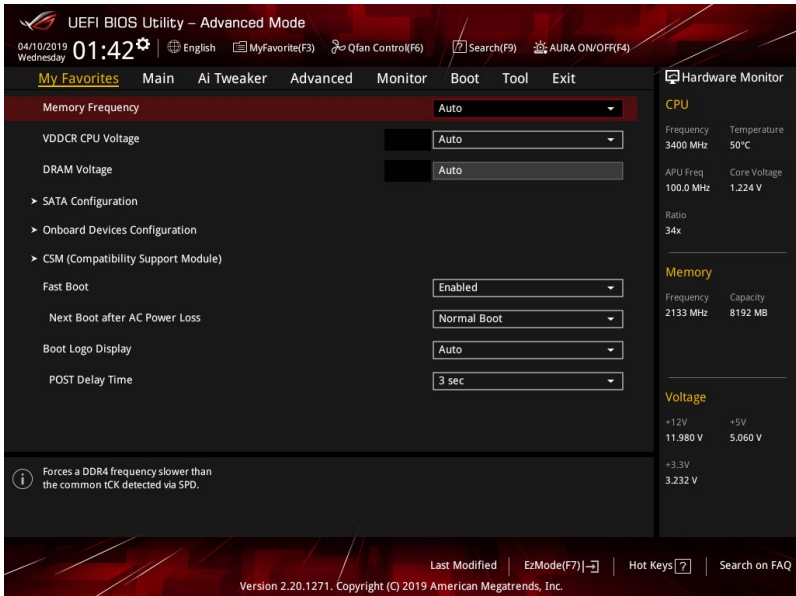 UEFI BIOS Utility – Advanced Mode
04/10/2019 Wednesday 01:42 English MyFavorite(F3) Qfan Control(F6) ? Search(F9) AURA ON/OFF(F4)
My Favorites Main Ai Tweaker Advanced Monitor Boot Tool Exit
Memory Frequency Auto
VDDCR CPU Voltage Auto
DRAM Voltage Auto
SATA Configuration
Onboard Devices Configuration
CSM (Compatibility Support Module)
Fast Boot Enabled
Next Boot after AC Power Loss Normal Boot
Boot Logo Display Auto
POST Delay Time 3 sec
i Forces a DDR4 frequency slower than
the common tCK detected via SPD.
Hardware Monitor
CPU
Frequency Temperature
3400 MHz 50°C
APU Freq Core Voltage
100.0 MHz 1.224 V
Ratio
34x
Memory
Frequency Capacity
2133 MHz 8192 MB
Voltage
+12V +5V
11.980 V 5.060 V
+3.3V
3.232 V
Last Modified EzMode(F7) Hot Keys ? Search on FAQ
Version 2.20.1271. Copyright (C) 2019 American Megatrends, Inc.